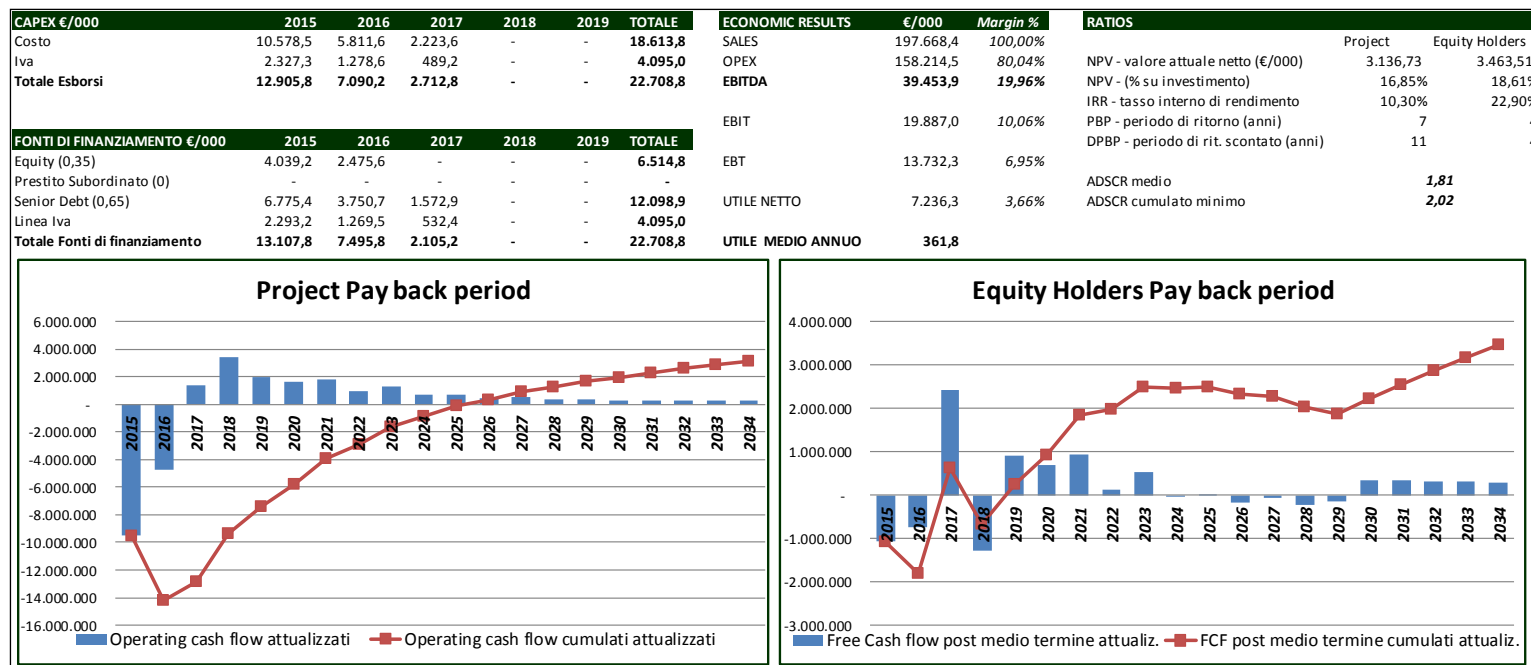 CAPEX €/000 2015 2016 2017 2018 2019 TOTALE
Costo 10.578,5 5.811,6 2.223,6 - - 18.613,8
Iva 2.327,3 1.278,6 489,2 - - 4.095,0
Totale Esborsi 12.905,8 7.090,2 2.712,8 - - 22.708,8
FONTI DI FINANZIAMENTO €/000 2015 2016 2017 2018 2019 TOTALE
Equity (0,35) 4.039,2 2.475,6 - - - 6.514,8
Prestito Subordinato (0) - - - - - -
Senior Debt (0,65) 6.775,4 3.750,7 1.572,9 - - 12.098,9
Linea Iva 2.293,2 1.269,5 532,4 - - 4.095,0
Totale Fonti di finanziamento 13.107,8 7.495,8 2.105,2 - - 22.708,8
ECONOMIC RESULTS €/000 Margin %
SALES 197.668,4 100,00%
OPEX 158.214,5 80,04%
EBITDA 39.453,9 19,96%
EBIT 19.887,0 10,06%
EBT 13.732,3 6,95%
UTILE NETTO 7.236,3 3,66%
UTILE MEDIO ANNUO 361,8
RATIOS
Project Equity Holders
NPV - valore attuale netto (€/000) 3.136,73 3.463,51
NPV - (% su investimento) 16,85% 18,61%
IRR - tasso interno di rendimento 10,30% 22,90%
PBP - periodo di ritorno (anni) 7
DPBP - periodo di rit. scontato (anni) 11
ADSCR medio 1,81
ADSCR cumulato minimo 2,02
Project Pay back period
6.000.000
4.000.000
2.000.000
-
-2.000.000
-4.000.000
-6.000.000
-8.000.000
-10.000.000
-12.000.000
-14.000.000
-16.000.000
2015 2016 2017 2018 2019 2020 2021 2022 2023 2024 2025 2026 2027 2028 2029 2030 2031 2032 2033 2034
Operating cash flow attualizzati Operating cash flow cumulati attualizzati
Equity Holders Pay back period
4.000.000
3.000.000
2.000.000
1.000.000
-
-1.000.000
-2.000.000
-3.000.000
2015 2016 2017 2018 2019 2020 2021 2022 2023 2024 2025 2026 2027 2028 2029 2030 2031 2032 2033 2034
Free Cash flow post medio termine attualiz. FCF post medio termine cumulati attualiz.